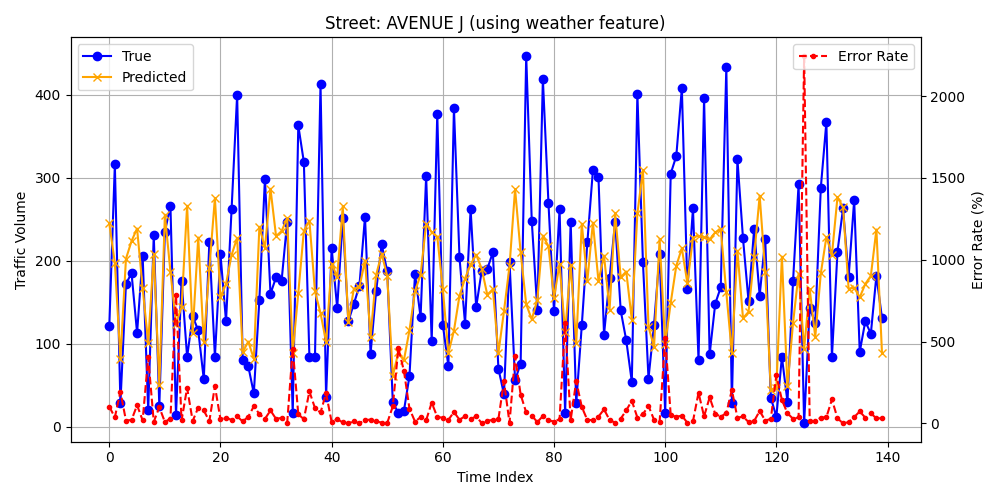 Street: AVENUE J (using weather feature)
True
Predicted
Error Rate
Traffic Volume
400
300
200
100
0
2000
1500
1000
500
0
Error Rate (%)
0 20 40 60 80 100 120 140
Time Index